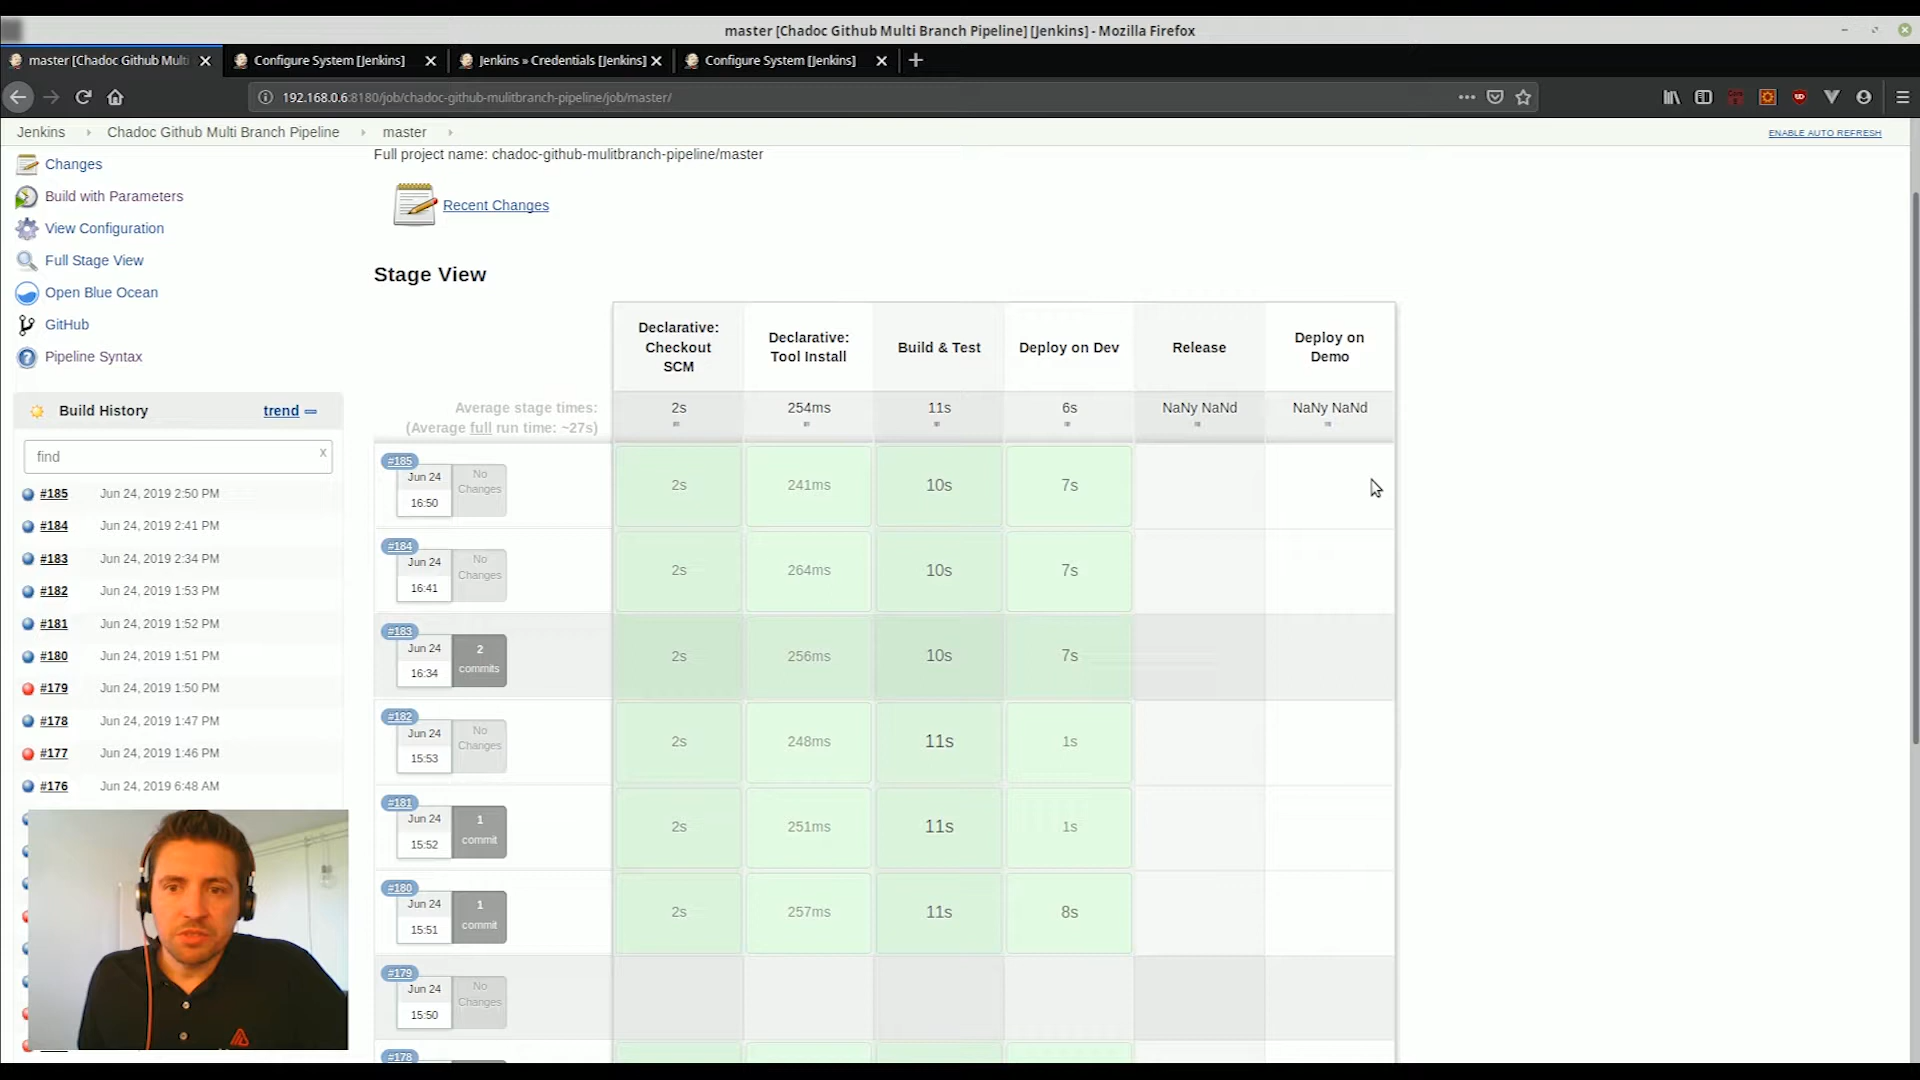 master [Chadoc Github Multi Branch Pipeline] [Jenkins] - Mozilla Firefox
master [Chadoc Github Multi
Configure System [Jenkins]
Jenkins » Credentials [Jenkins]
Configure System [Jenkins]
192.168.0.6:8180/job/chadoc-github-mulitbranch-pipeline/job/master/
Jenkins
Chadoc Github Multi Branch Pipeline
master
ENABLE AUTO REFRESH
Changes
Build with Parameters
View Configuration
Full Stage View
Open Blue Ocean
GitHub
Pipeline Syntax
Build History
trend
find
x
#185 Jun 24, 2019 2:50 PM
#184 Jun 24, 2019 2:41 PM
#183 Jun 24, 2019 2:34 PM
#182 Jun 24, 2019 1:53 PM
#181 Jun 24, 2019 1:52 PM
#180 Jun 24, 2019 1:51 PM
#179 Jun 24, 2019 1:50 PM
#178 Jun 24, 2019 1:47 PM
#177 Jun 24, 2019 1:46 PM
#176 Jun 24, 2019 6:48 AM
Full project name: chadoc-github-mulitbranch-pipeline/master
Recent Changes
Stage View
Declarative:
Checkout
SCM
Declarative:
Tool Install
Build & Test
Deploy on Dev
Release
Deploy on
Demo
Average stage times:
(Average full run time: ~27s)
2s
254ms
11s
6s
NaNy NaNd
NaNy NaNd
#185
Jun 24
16:50
No
Changes
2s
241ms
10s
7s
#184
Jun 24
16:41
No
Changes
2s
264ms
10s
7s
#183
Jun 24
16:34
2
commits
2s
256ms
10s
7s
#182
Jun 24
15:53
No
Changes
2s
248ms
11s
1s
#181
Jun 24
15:52
1
commit
2s
251ms
11s
1s
#180
Jun 24
15:51
1
commit
2s
257ms
11s
8s
#179
Jun 24
15:50
No
Changes
#178